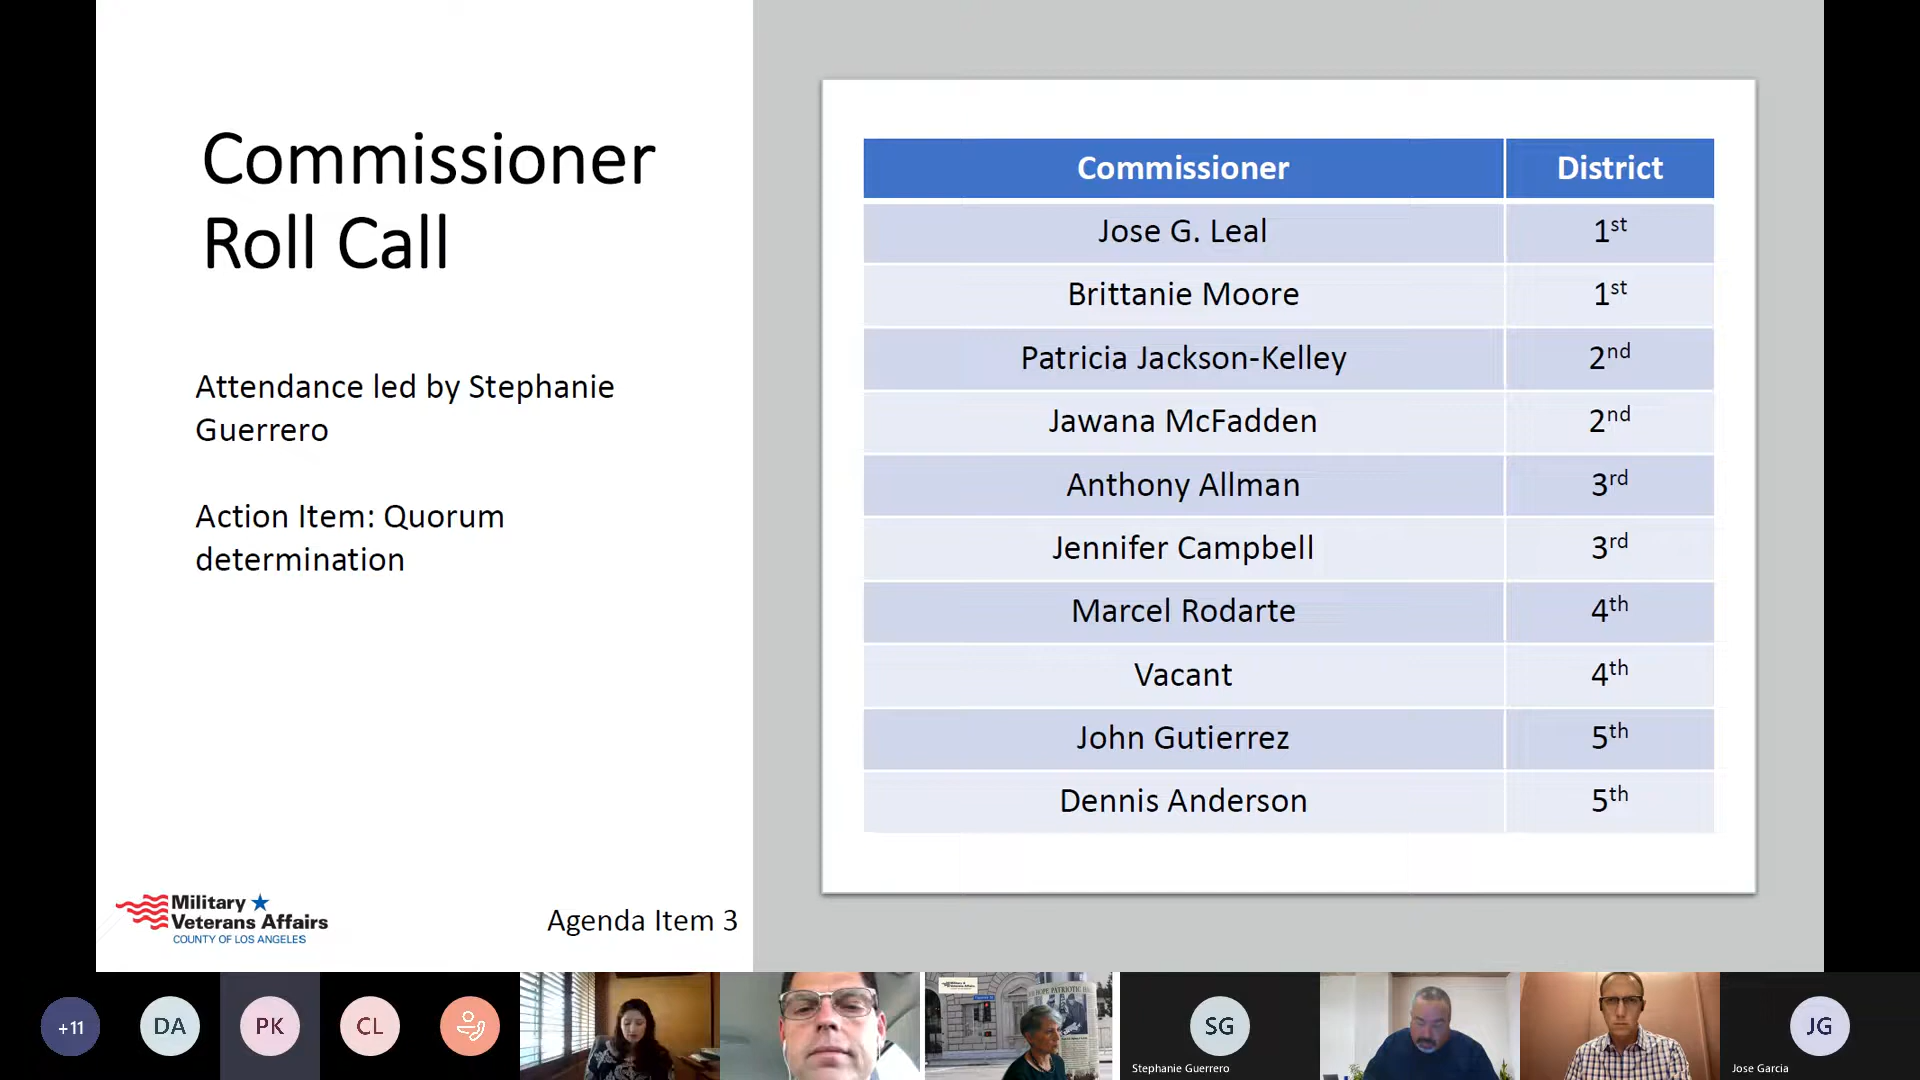 Commissioner
Roll Call
Attendance led by Stephanie
Guerrero
Action Item: Quorum
determination
Military
Veterans Affairs
COUNTY OF LOS ANGELES
Agenda Item 3
Commissioner District
Jose G. Leal 1st
Brittanie Moore 1st
Patricia Jackson-Kelley 2nd
Jawana McFadden 2nd
Anthony Allman 3rd
Jennifer Campbell 3rd
Marcel Rodarte 4th
Vacant 4th
John Gutierrez 5th
Dennis Anderson 5th
+11
DA
PK
CL
HOPE PATRIOTIC
SG
Stephanie Guerrero
JG
Jose Garcia